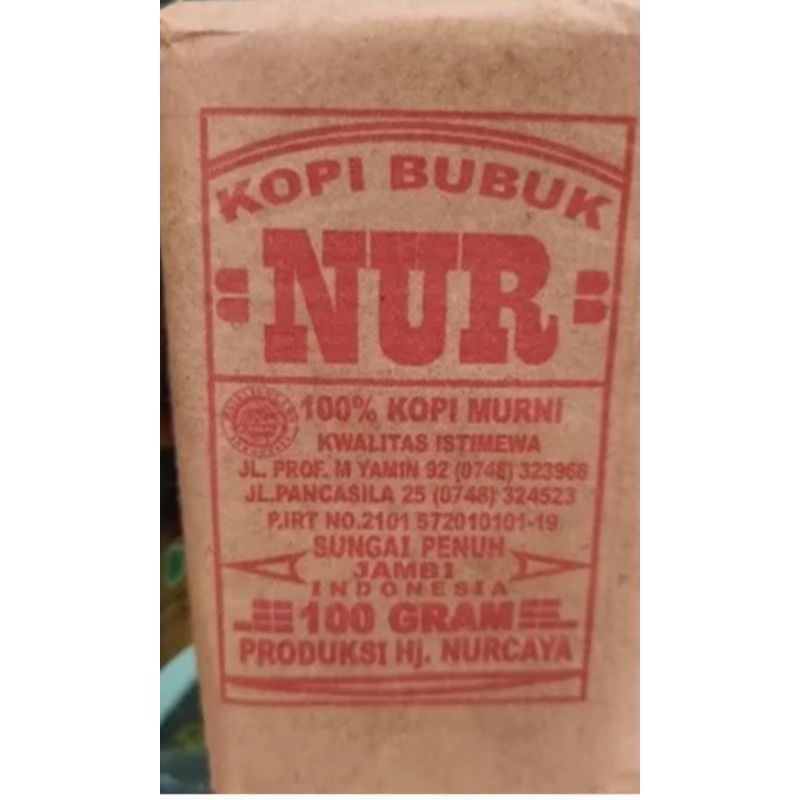 KOPI BUBUK
NUR
100% KOPI MURNI
KWALITAS ISTIMEWA
JL. PROF. M YAMIN 92 (0748) 323966
JL.PANCASILA 25 (0748) 324523
P.IRT NO.2101 572010101-19
SUNGAI PENUH
JAMBI
INDONESIA
100 GRAM
PRODUKSI Hj. NURCAYA